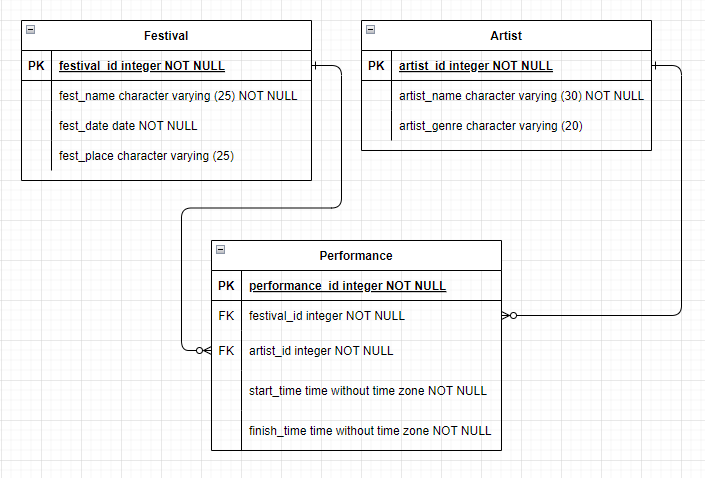 Festival
PK festival_id integer NOT NULL
fest_name character varying (25) NOT NULL
fest_date date NOT NULL
fest_place character varying (25)
Artist
PK artist_id integer NOT NULL
artist_name character varying (30) NOT NULL
artist_genre character varying (20)
Performance
PK performance_id integer NOT NULL
FK festival_id integer NOT NULL
FK artist_id integer NOT NULL
start_time time without time zone NOT NULL
finish_time time without time zone NOT NULL